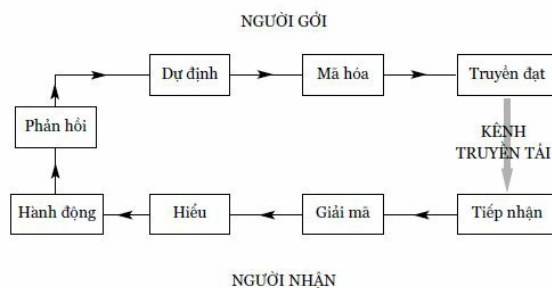 NGƯỜI GỞI
Dự định
Mã hóa
Truyền đạt
Phản hồi
KÊNH
TRUYỀN TẢI
Hành động
Hiểu
Giải mã
Tiếp nhận
NGƯỜI NHẬN